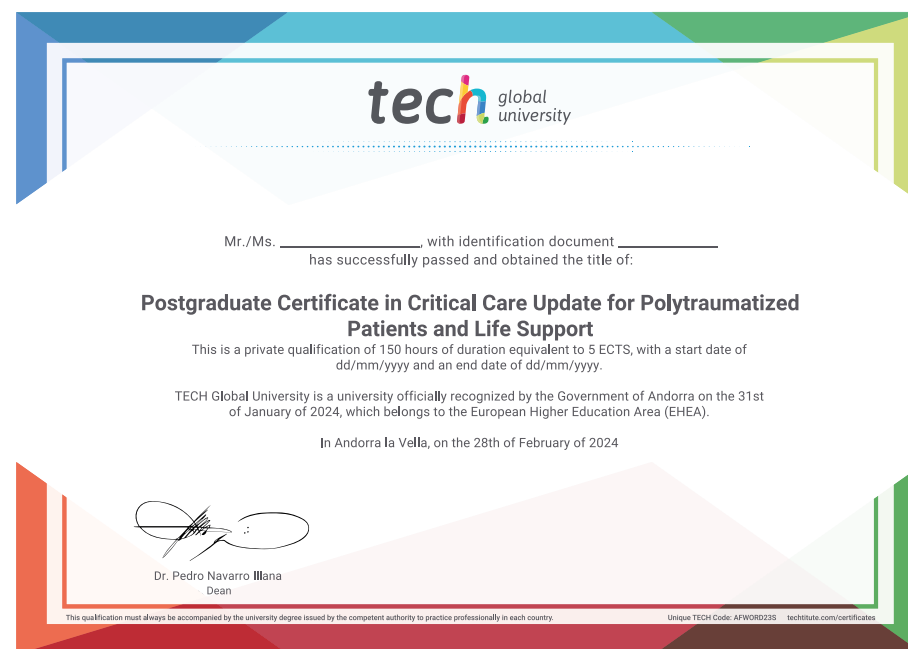 tech global
university
Mr./Ms. ____________________, with identification document ______________
has successfully passed and obtained the title of:
Postgraduate Certificate in Critical Care Update for Polytraumatized
Patients and Life Support
This is a private qualification of 150 hours of duration equivalent to 5 ECTS, with a start date of
dd/mm/yyyy and an end date of dd/mm/yyyy.
TECH Global University is a university officially recognized by the Government of Andorra on the 31st
of January of 2024, which belongs to the European Higher Education Area (EHEA).
In Andorra la Vella, on the 28th of February of 2024
Dr. Pedro Navarro Illana
Dean
This qualification must always be accompanied by the university degree issued by the competent authority to practice professionally in each country.
Unique TECH Code: AFWORD23S techtitute.com/certificates